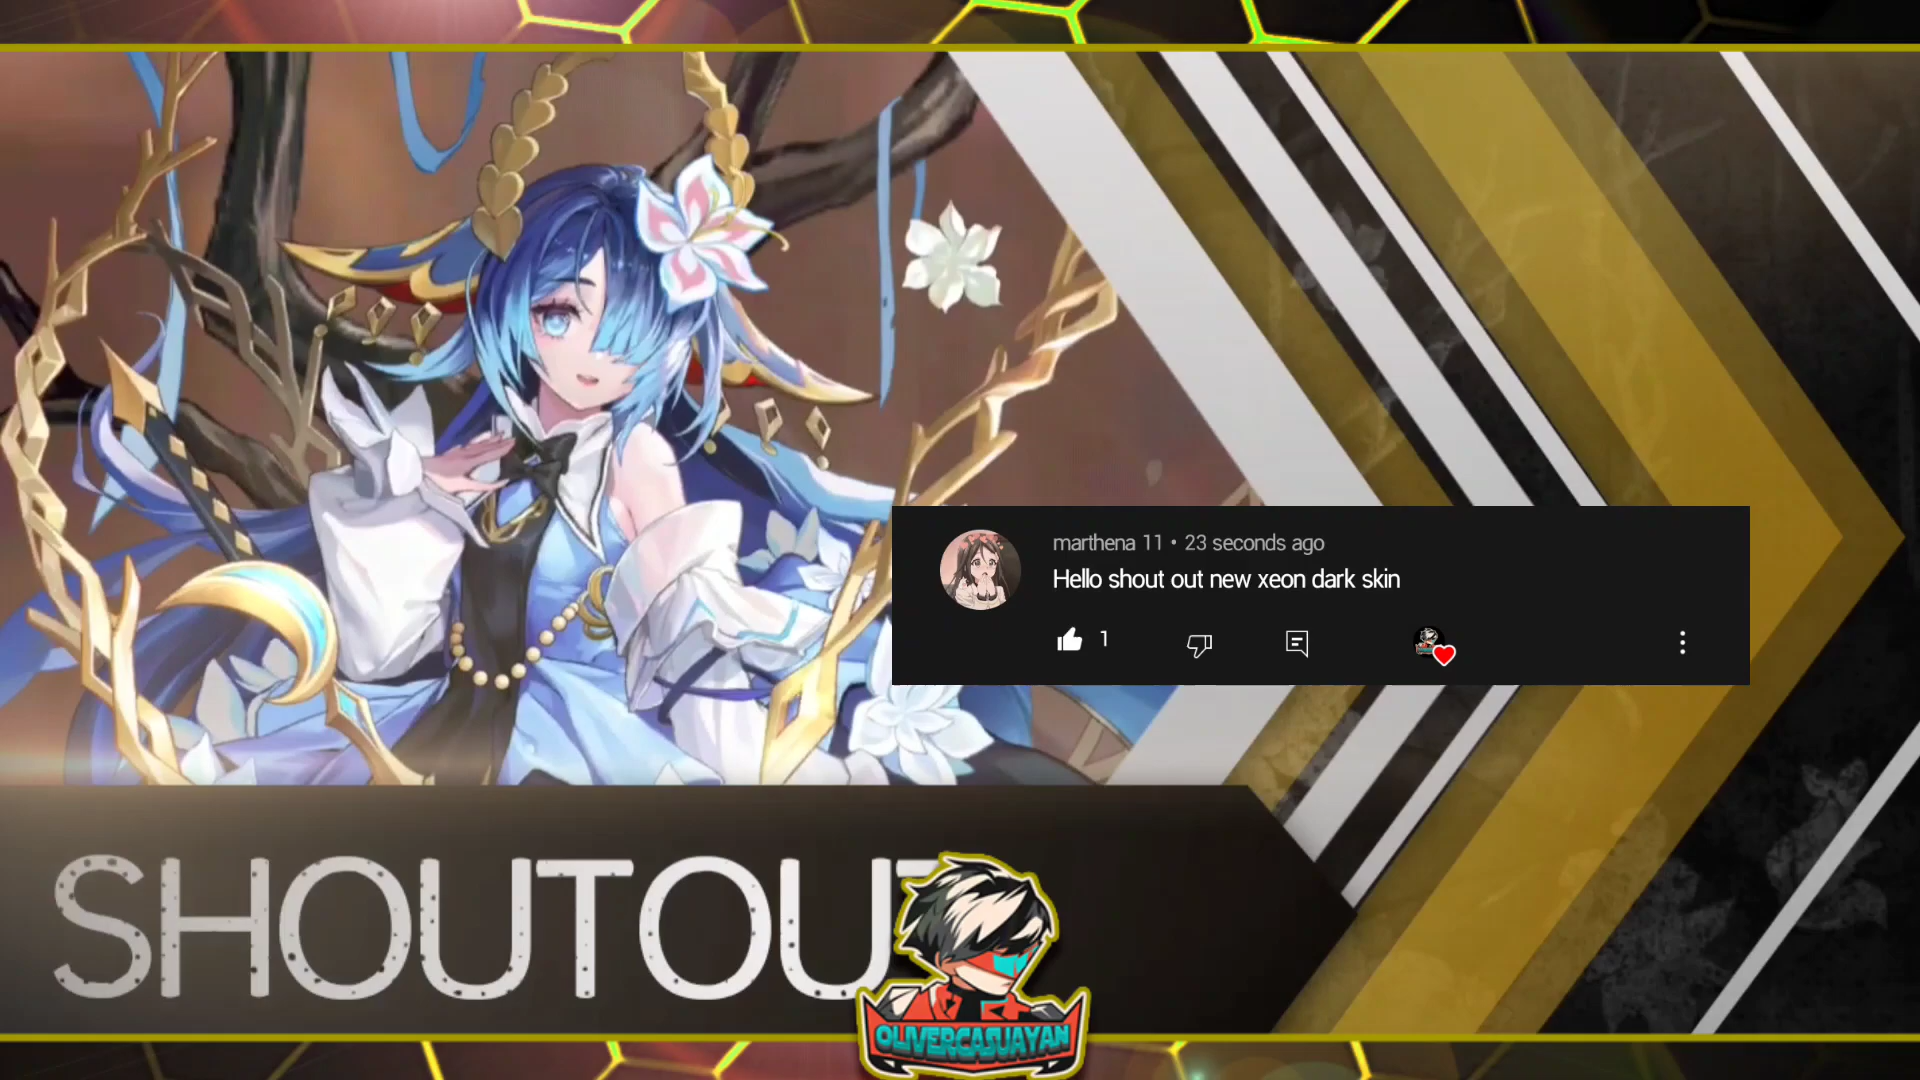 marthena 11 • 23 seconds ago
Hello shout out new xeon dark skin
1
SHOUTOUT
OLIVERCASUAYAN